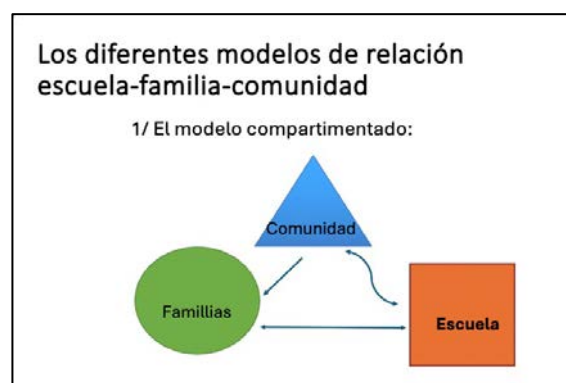 Los diferentes modelos de relación
escuela-familia-comunidad
1/ El modelo compartimentado:
Comunidad
Famillias
Escuela